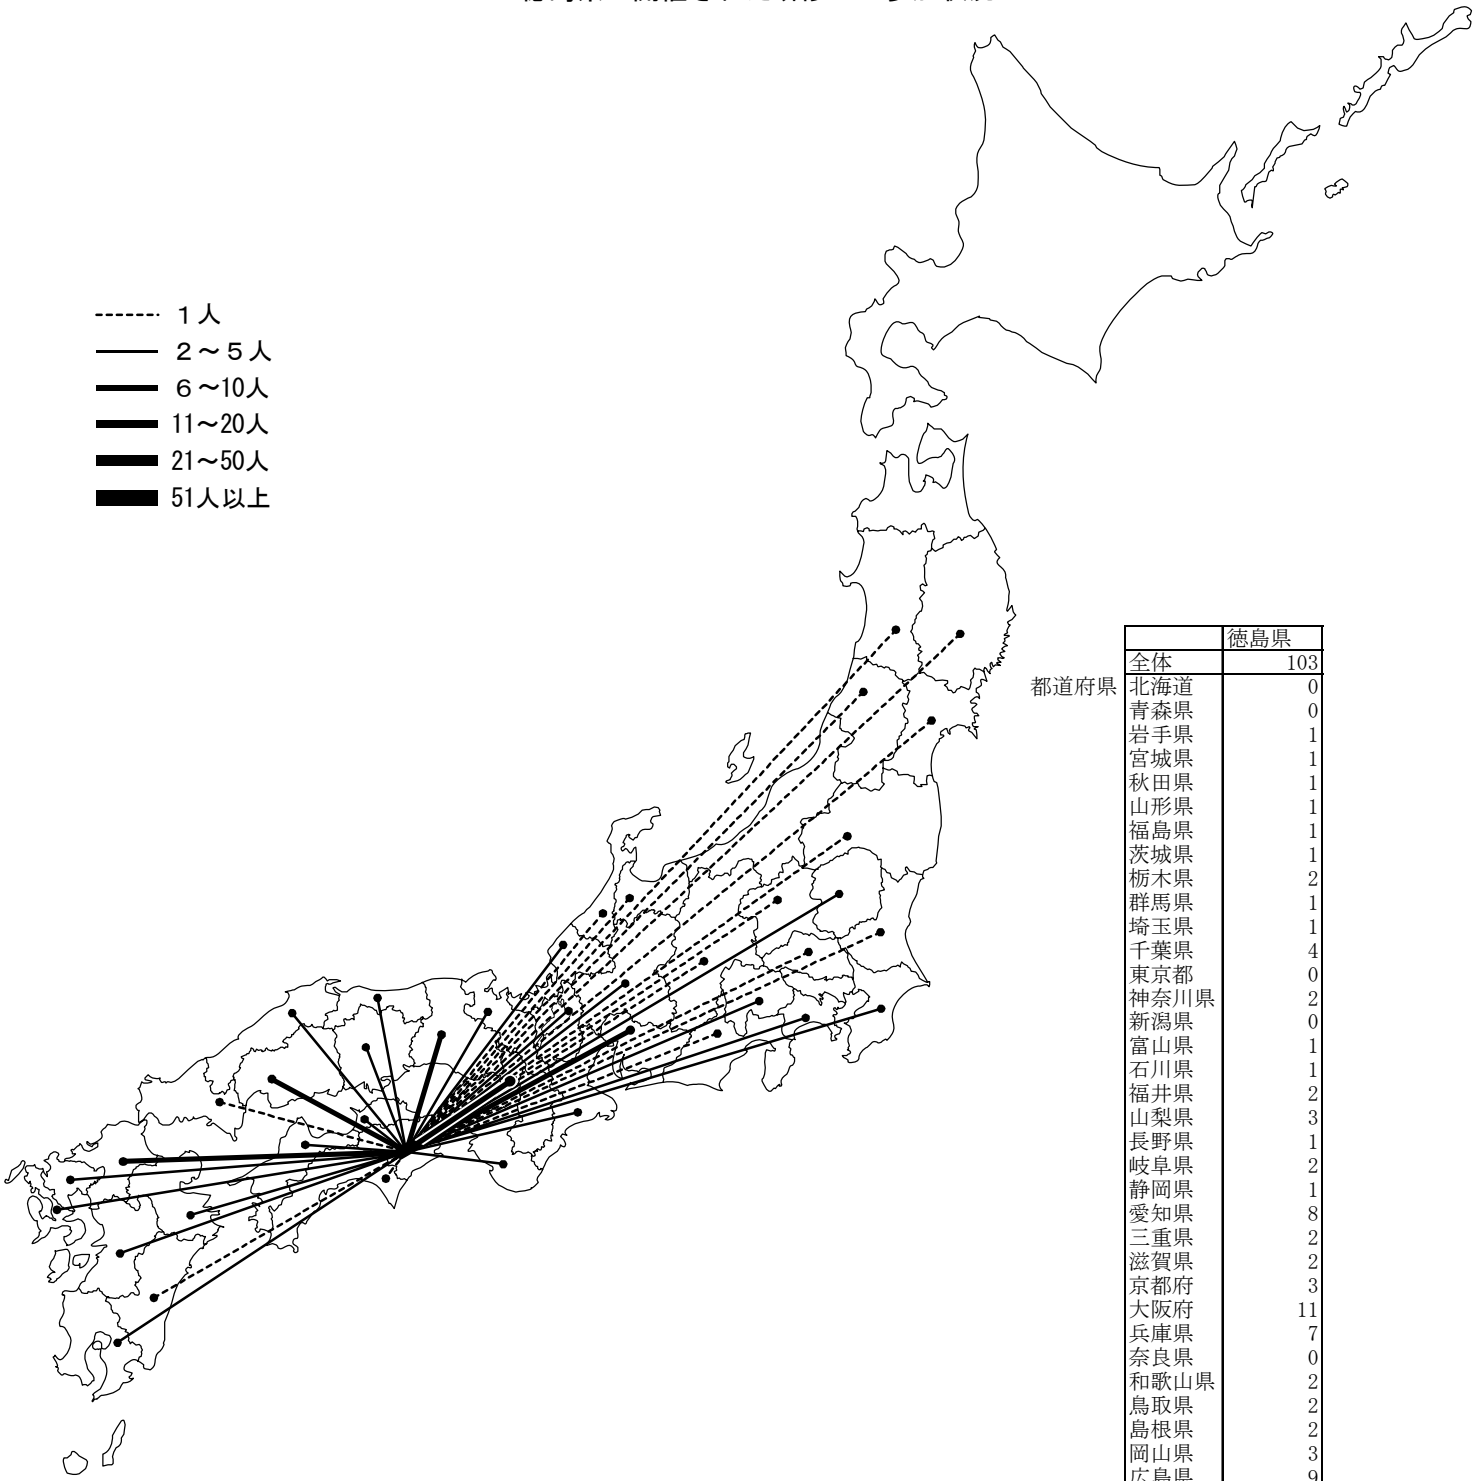 １人
２～５人
６～10人
11～20人
21～50人
51人以上
徳島県
全体 103
都道府県 北海道 0
青森県 0
岩手県 1
宮城県 1
秋田県 1
山形県 1
福島県 1
茨城県 1
栃木県 2
群馬県 1
埼玉県 1
千葉県 4
東京都 0
神奈川県 2
新潟県 0
富山県 1
石川県 1
福井県 2
山梨県 3
長野県 1
岐阜県 2
静岡県 1
愛知県 8
三重県 2
滋賀県 2
京都府 3
大阪府 11
兵庫県 7
奈良県 0
和歌山県 2
鳥取県 2
島根県 2
岡山県 3
広島県 9